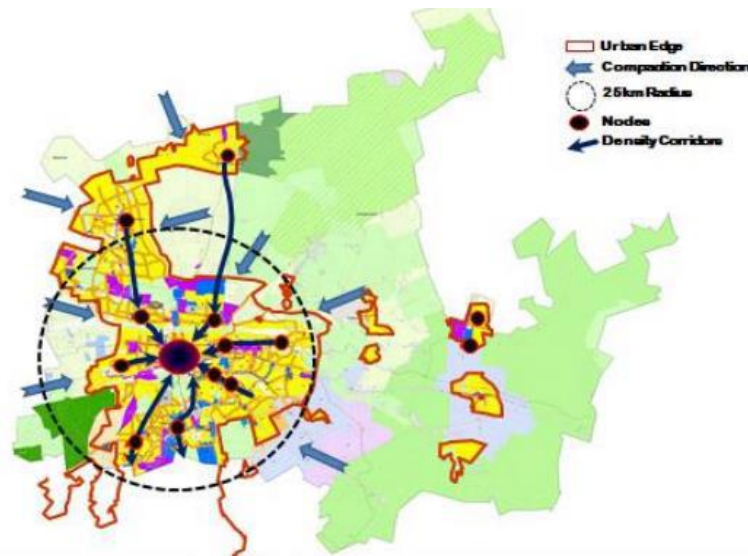 Urban Edge
Compaction Direction
25km Radius
Nodes
Density Corridors